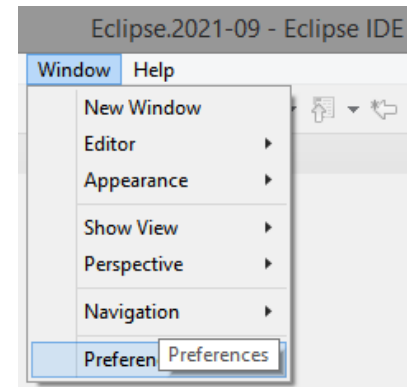 Eclipse.2021-09 - Eclipse IDE
Window Help
New Window
Editor
Appearance
Show View
Perspective
Navigation
Preferen Preferences